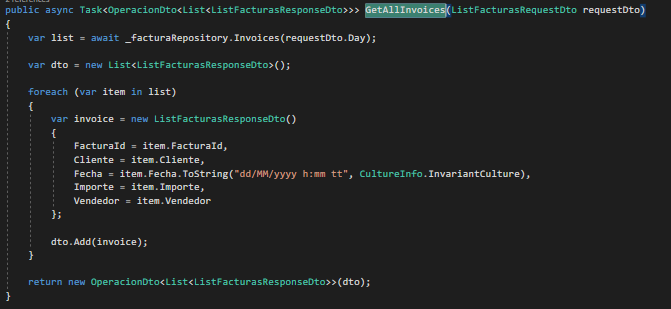 2 references
public async Task<OperacionDto<List<ListFacturasResponseDto>>> GetAllInvoices(ListFacturasRequestDto requestDto)
{
var list = await _facturaRepository.Invoices(requestDto.Day);
var dto = new List<ListFacturasResponseDto>();
foreach (var item in list)
{
var invoice = new ListFacturasResponseDto()
{
FacturaId = item.FacturaId,
Cliente = item.Cliente,
Fecha = item.Fecha.ToString("dd/MM/yyyy h:mm tt", CultureInfo.InvariantCulture),
Importe = item.Importe,
Vendedor = item.Vendedor
};
dto.Add(invoice);
}
return new OperacionDto<List<ListFacturasResponseDto>>(dto);
}